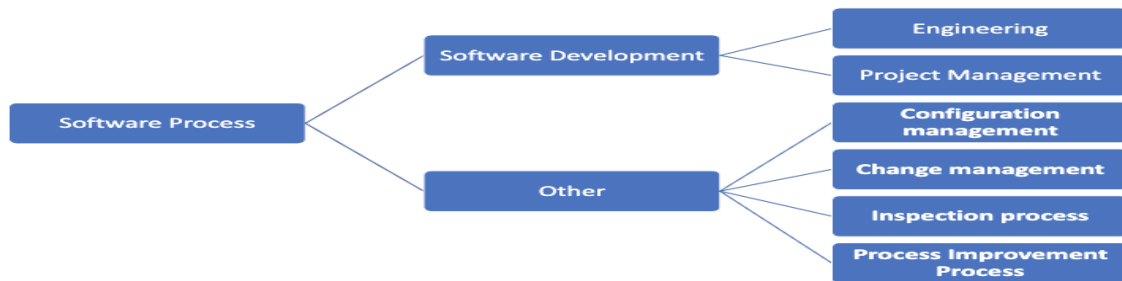 Software Process
Software Development
Other
Engineering
Project Management
Configuration
management
Change management
Inspection process
Process Improvement
Process